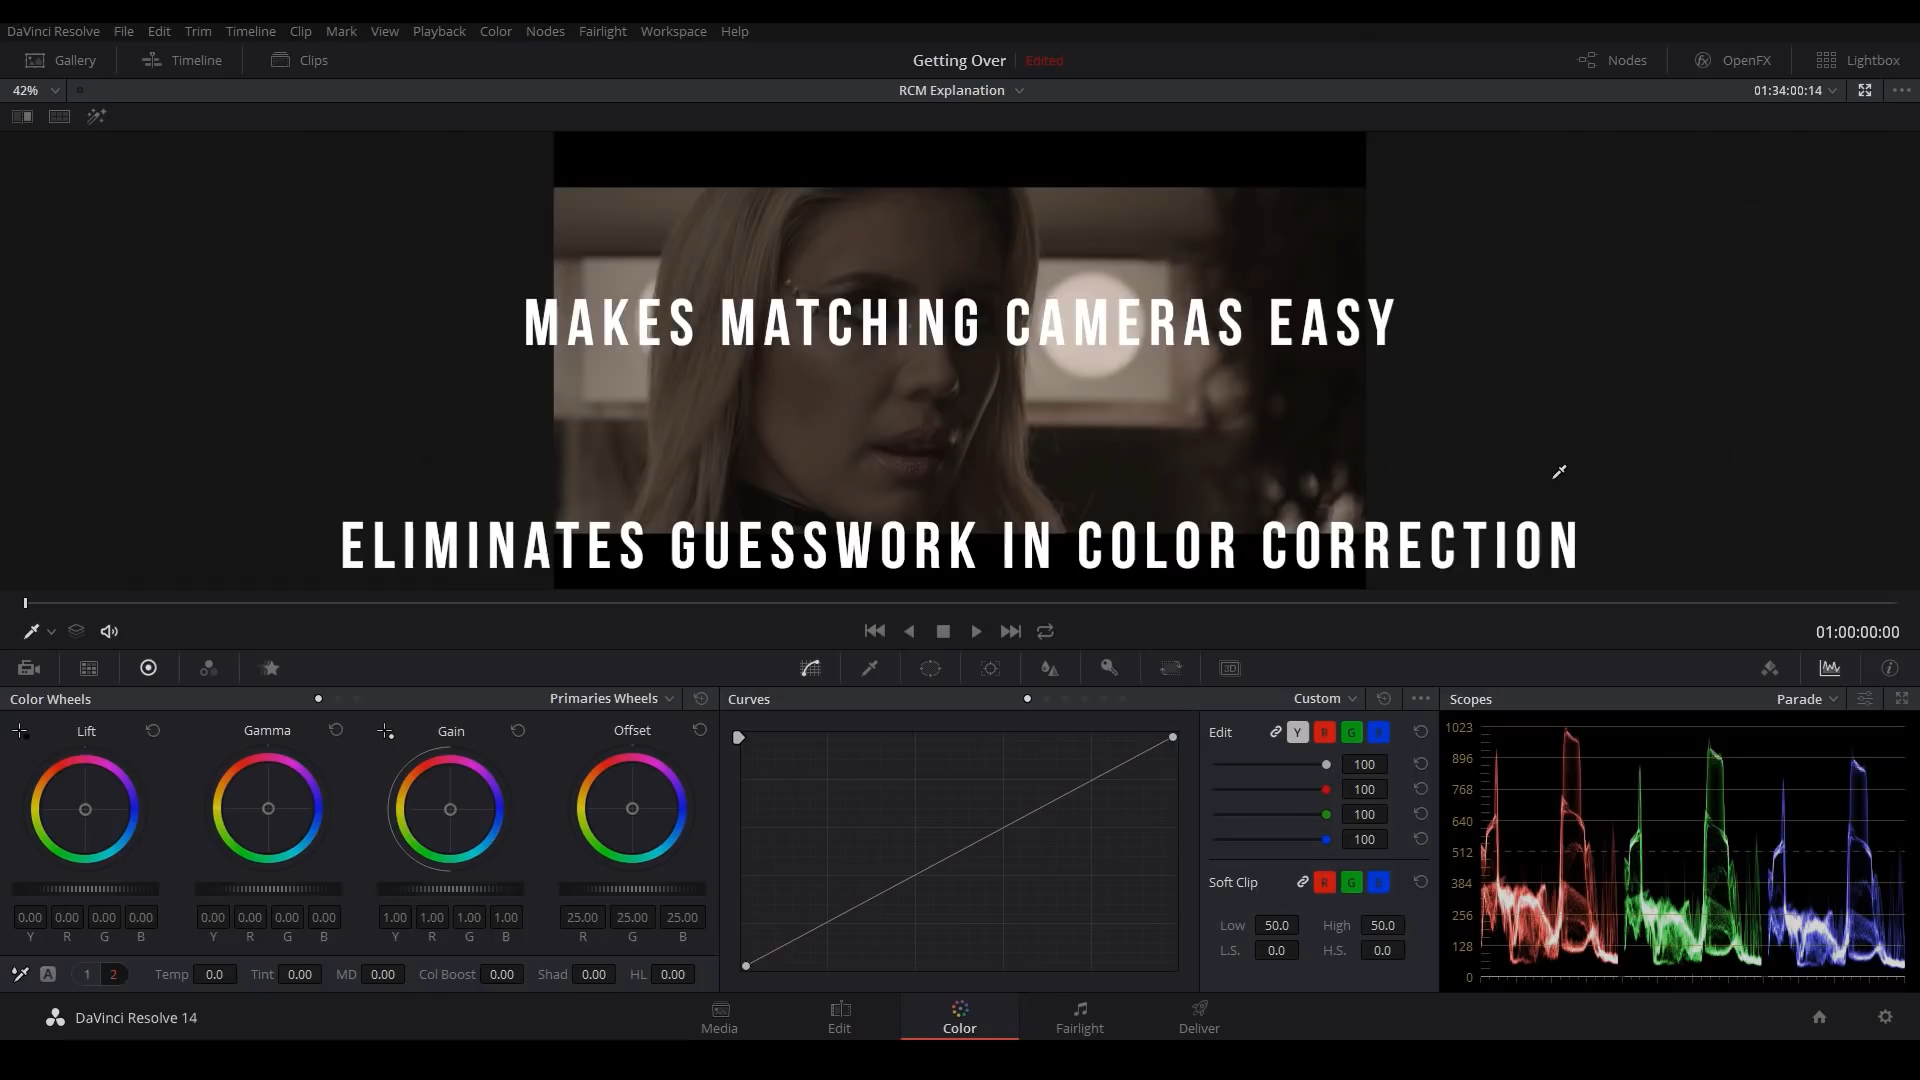 DaVinci Resolve File Edit Trim Timeline Clip Mark View Playback Color Nodes Fairlight Workspace Help
Gallery Timeline Clips Getting Over Edited Nodes OpenFX Lightbox
42% RCM Explanation 01:34:00:14
MAKES MATCHING CAMERAS EASY
ELIMINATES GUESSWORK IN COLOR CORRECTION
01:00:00:00
3D
Color Wheels Primaries Wheels Curves Custom Scopes Parade
Lift Gamma Gain Offset
Edit Y R G B
100
100
100
100
Soft Clip R G B
Low 50.0 High 50.0
L.S. 0.0 H.S. 0.0
1023
896
768
640
512
384
256
128
0
0.00 0.00 0.00 0.00 0.00 0.00 0.00 0.00 1.00 1.00 1.00 1.00 25.00 25.00 25.00
Y R G B Y R G B Y R G B R G B
A 1 2 Temp 0.0 Tint 0.00 MD 0.00 Col Boost 0.00 Shad 0.00 HL 0.00
DaVinci Resolve 14 Media Edit Color Fairlight Deliver